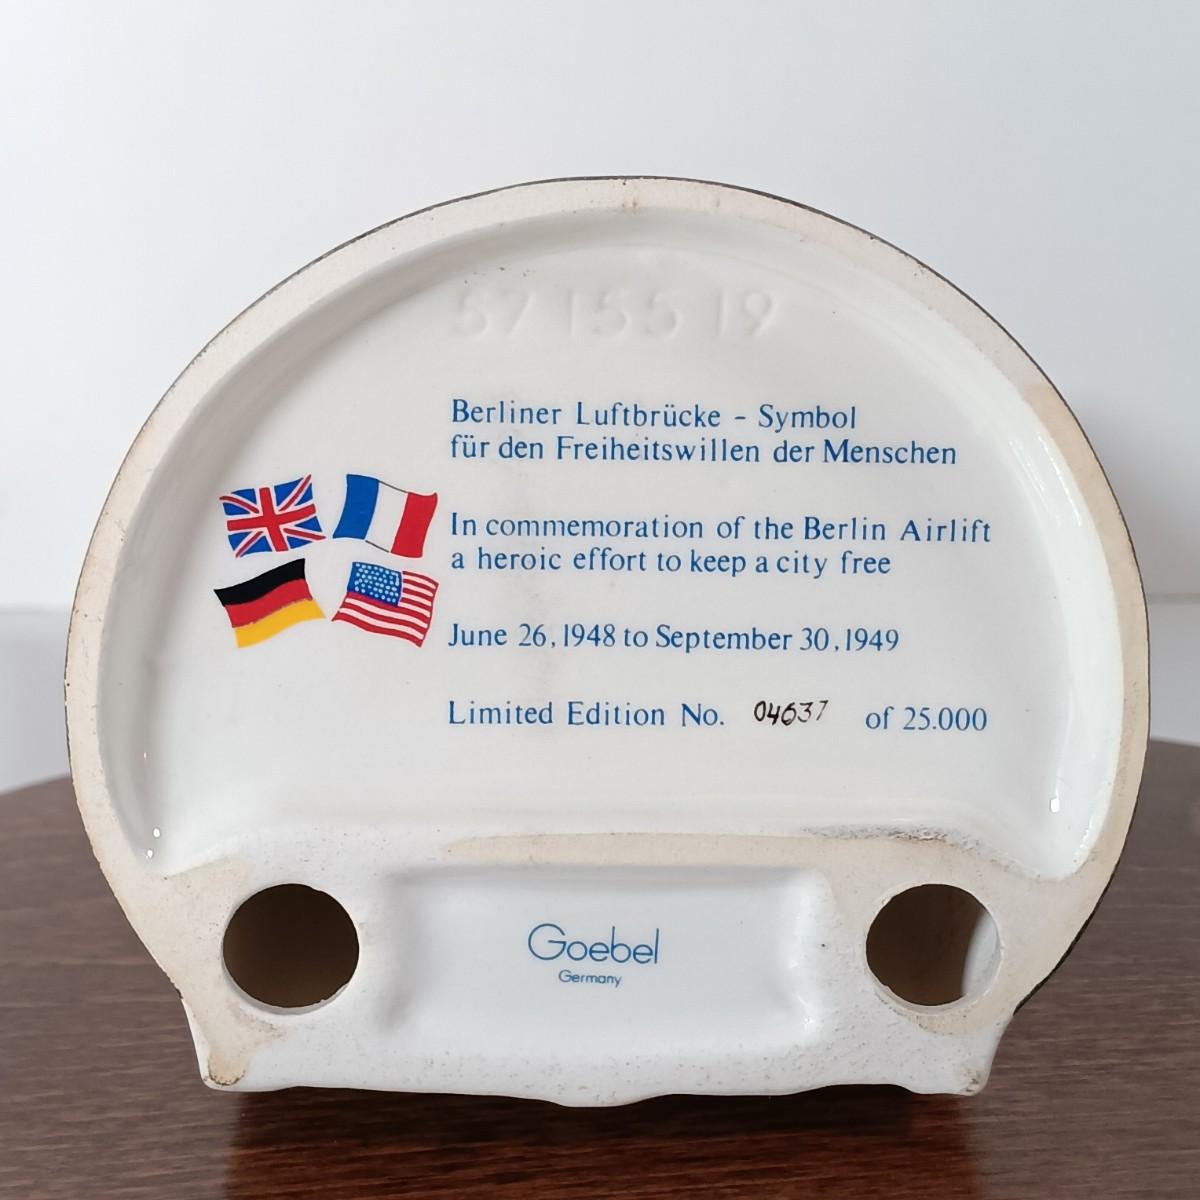 57 155 19
Berliner Luftbrücke - Symbol
für den Freiheitswillen der Menschen
In commemoration of the Berlin Airlift
a heroic effort to keep a city free
June 26, 1948 to September 30, 1949
Limited Edition No. 04637 of 25.000
Goebel
Germany